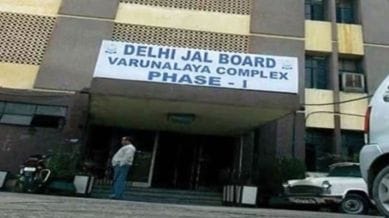 DELHI JAL BOARD
VARUNALAYA COMPLEX
PHASE - I